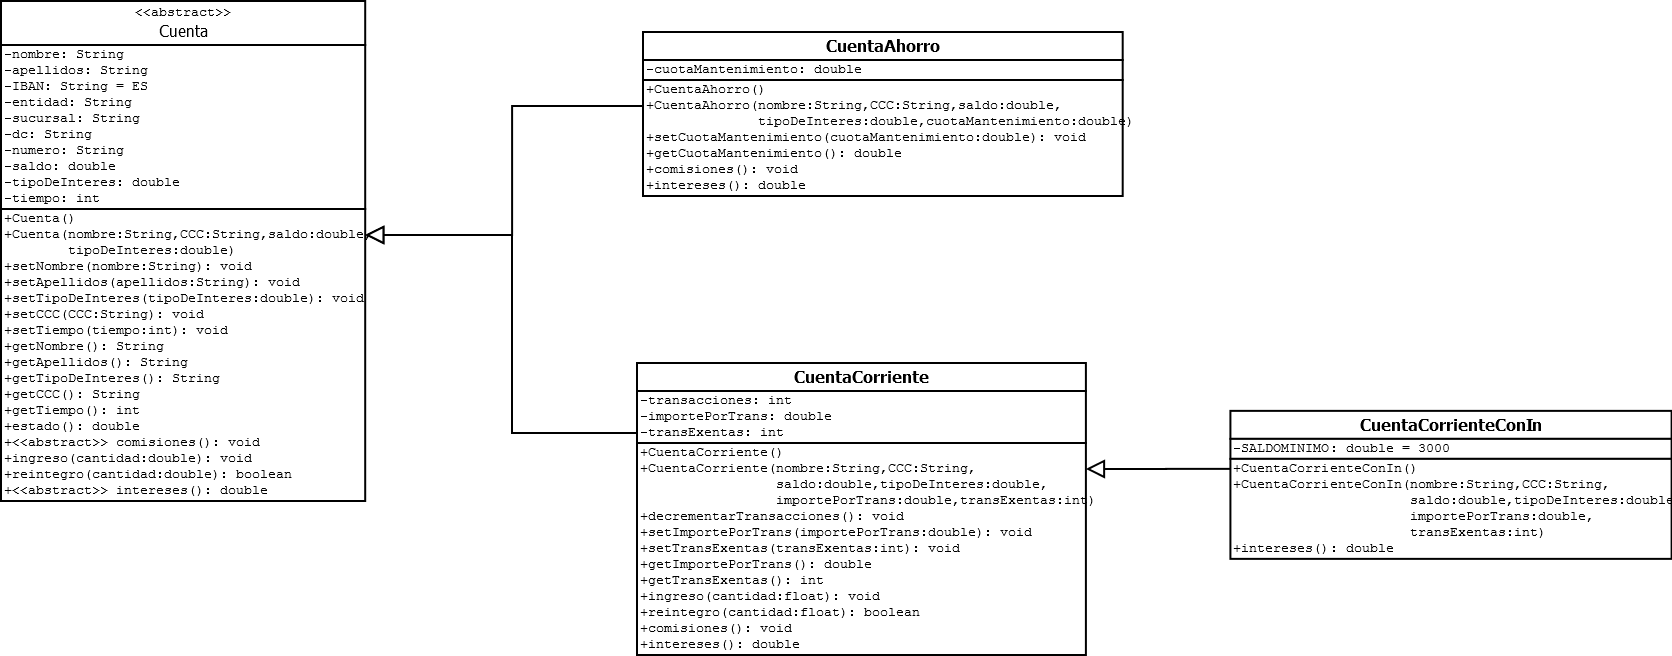 <<abstract>>
Cuenta
-nombre: String
-apellidos: String
-IBAN: String = ES
-entidad: String
-sucursal: String
-dc: String
-numero: String
-saldo: double
-tipoDeInteres: double
-tiempo: int
+Cuenta()
+Cuenta(nombre:String,CCC:String,saldo:double
tipoDeInteres:double)
+setNombre(nombre:String): void
+setApellidos(apellidos:String): void
+setTipoDeInteres(tipoDeInteres:double): void
+setCCC(CCC:String): void
+setTiempo(tiempo:int): void
+getNombre(): String
+getApellidos(): String
+getTipoDeInteres(): String
+getCCC(): String
+getTiempo(): int
+estado(): double
+<<abstract>> comisiones(): void
+ingreso(cantidad:double): void
+reintegro(cantidad:double): boolean
+<<abstract>> intereses(): double
CuentaAhorro
-cuotaMantenimiento: double
+CuentaAhorro()
+CuentaAhorro(nombre:String,CCC:String,saldo:double,
tipoDeInteres:double,cuotaMantenimiento:double)
+setCuotaMantenimiento(cuotaMantenimiento:double): void
+getCuotaMantenimiento(): double
+comisiones(): void
+intereses(): double
CuentaCorriente
-transacciones: int
-importePorTrans: double
-transExentas: int
+CuentaCorriente()
+CuentaCorriente(nombre:String,CCC:String,
saldo:double,tipoDeInteres:double,
importePorTrans:double,transExentas:int)
+decrementarTransacciones(): void
+setImportePorTrans(importePorTrans:double): void
+setTransExentas(transExentas:int): void
+getImportePorTrans(): double
+getTransExentas(): int
+ingreso(cantidad:float): void
+reintegro(cantidad:float): boolean
+comisiones(): void
+intereses(): double
CuentaCorrienteConIn
-SALDOMINIMO: double = 3000
+CuentaCorrienteConIn()
+CuentaCorrienteConIn(nombre:String,CCC:String,
saldo:double,tipoDeInteres:double
importePorTrans:double,
transExentas:int)
+intereses(): double